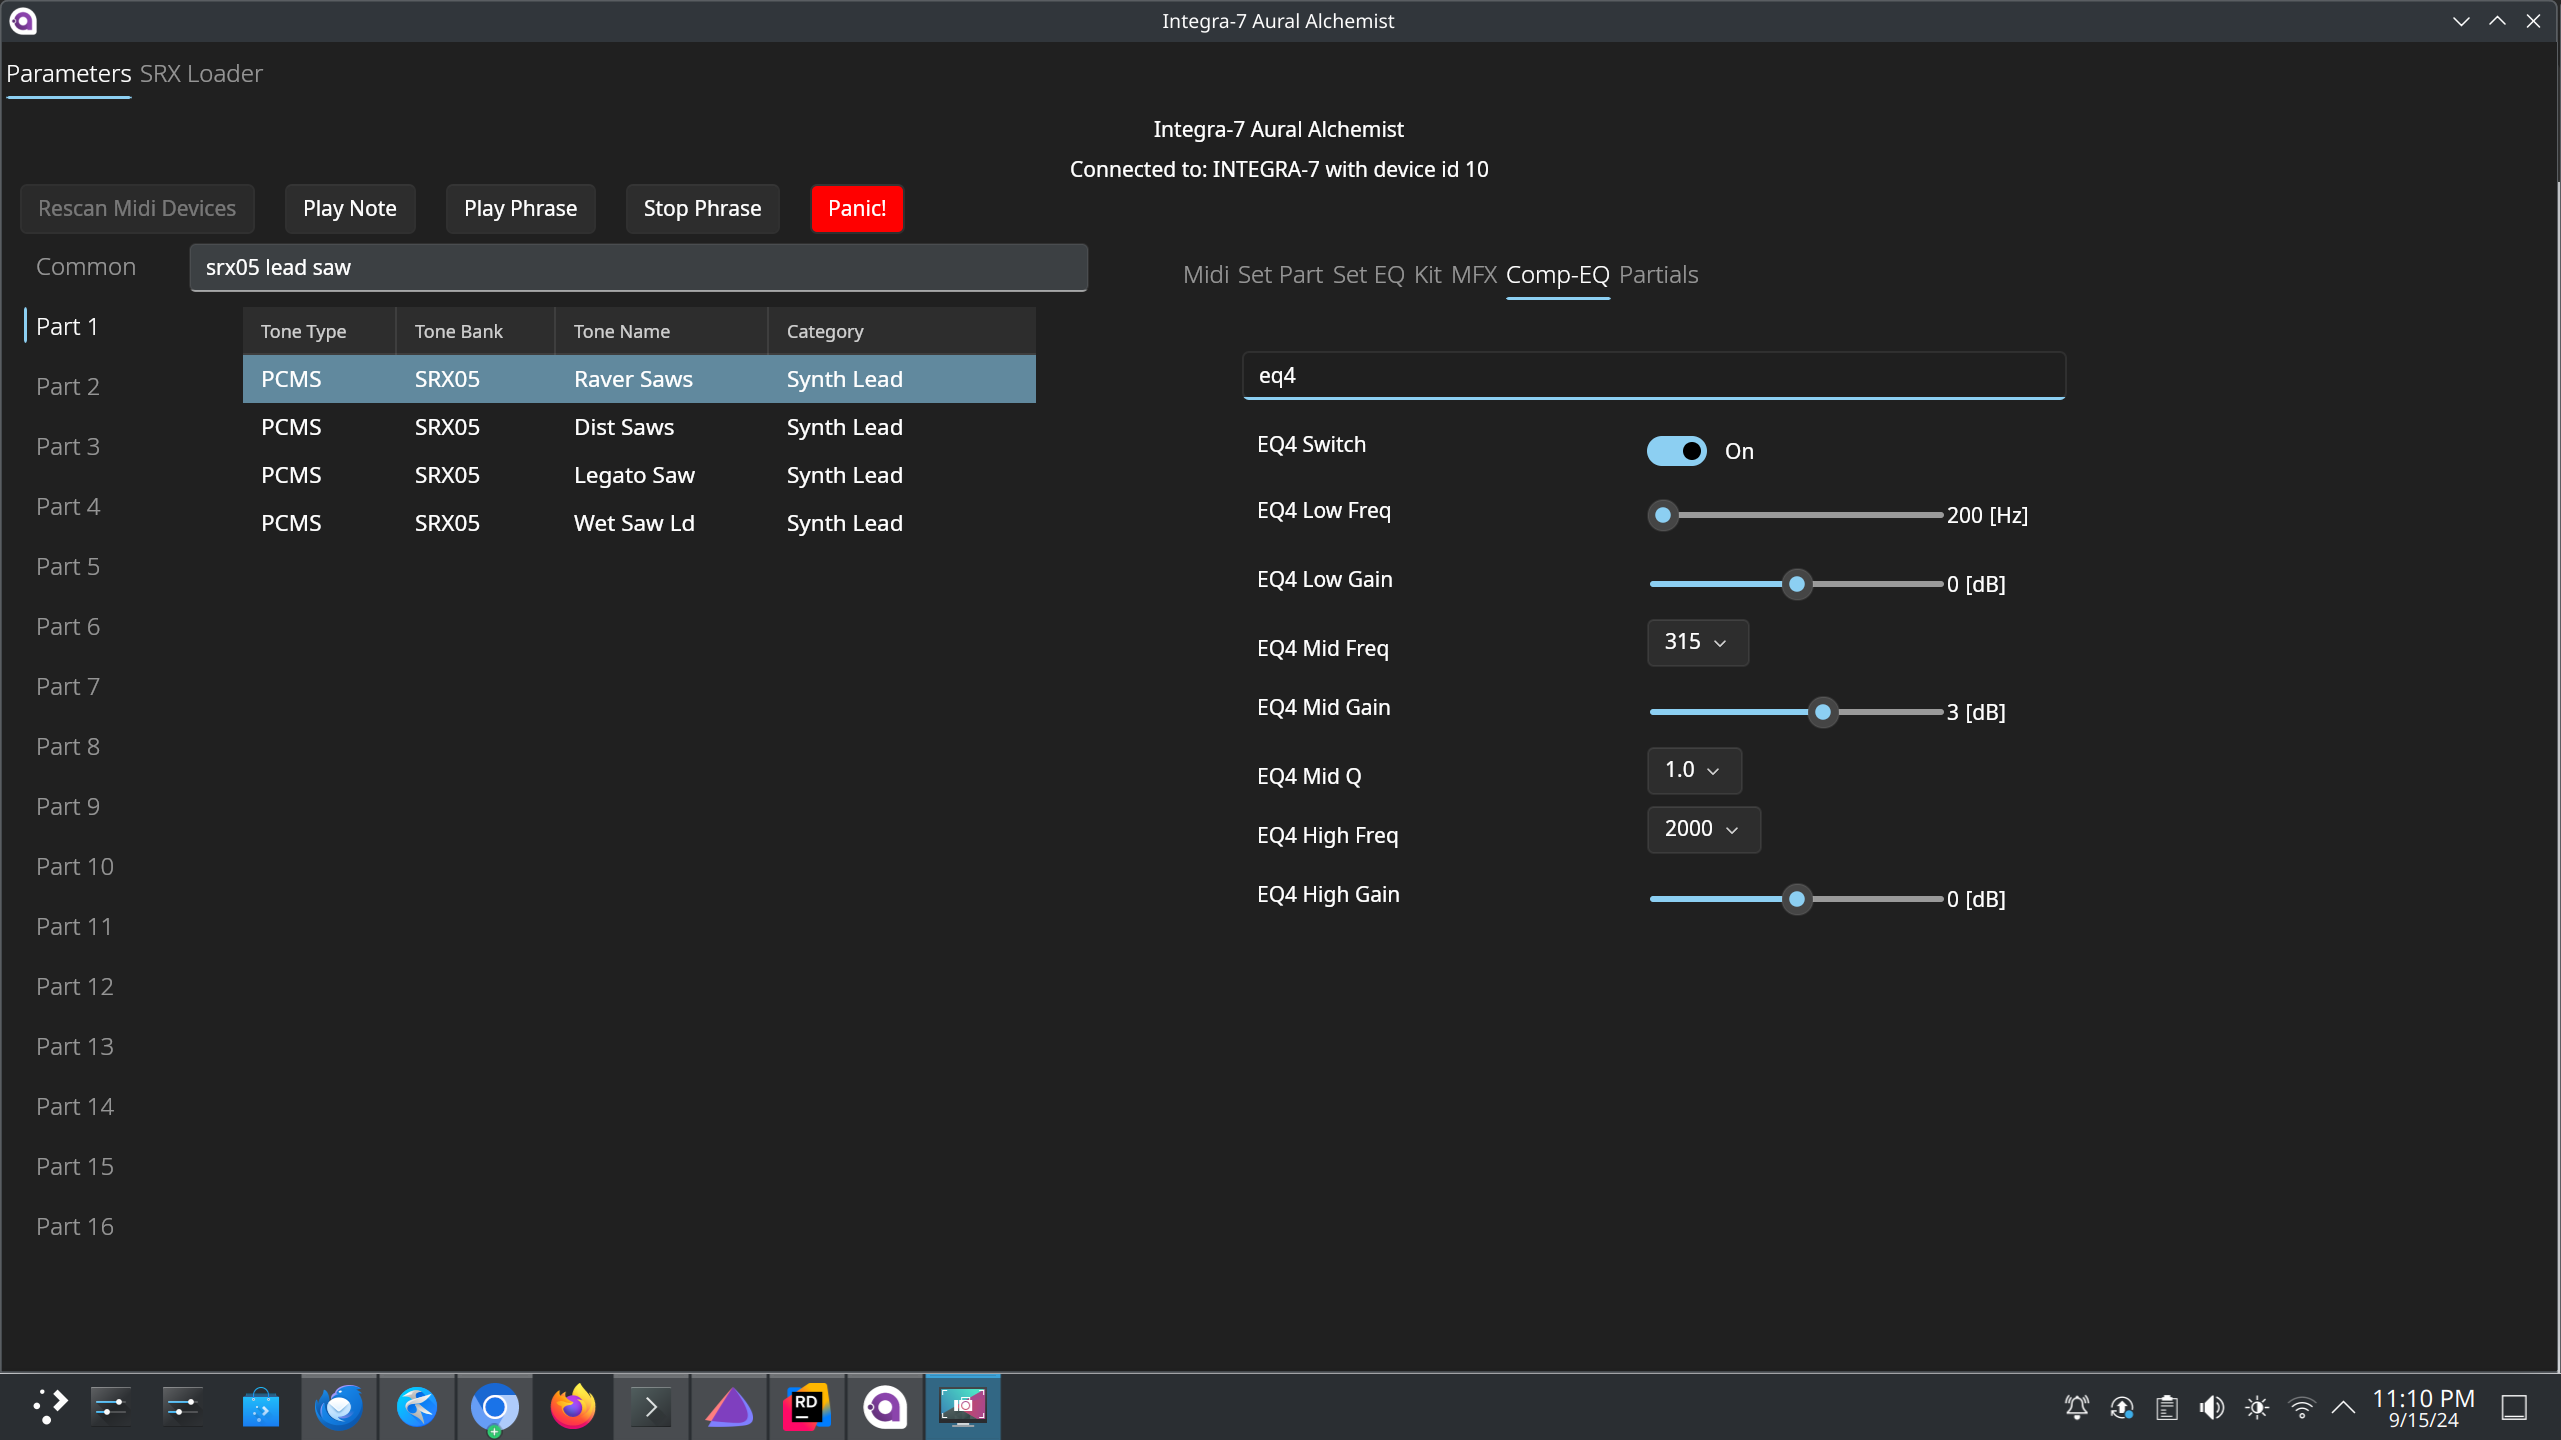 Integra-7 Aural Alchemist
Parameters SRX Loader
Integra-7 Aural Alchemist
Connected to: INTEGRA-7 with device id 10
Rescan Midi Devices Play Note Play Phrase Stop Phrase Panic!
Common
srx05 lead saw
Part 1
Part 2
Part 3
Part 4
Part 5
Part 6
Part 7
Part 8
Part 9
Part 10
Part 11
Part 12
Part 13
Part 14
Part 15
Part 16
Tone Type Tone Bank Tone Name Category
PCMS SRX05 Raver Saws Synth Lead
PCMS SRX05 Dist Saws Synth Lead
PCMS SRX05 Legato Saw Synth Lead
PCMS SRX05 Wet Saw Ld Synth Lead
Midi Set Part Set EQ Kit MFX Comp-EQ Partials
eq4
EQ4 Switch On
EQ4 Low Freq 200 [Hz]
EQ4 Low Gain 0 [dB]
EQ4 Mid Freq 315
EQ4 Mid Gain 3 [dB]
EQ4 Mid Q 1.0
EQ4 High Freq 2000
EQ4 High Gain 0 [dB]
RD
11:10 PM
9/15/24